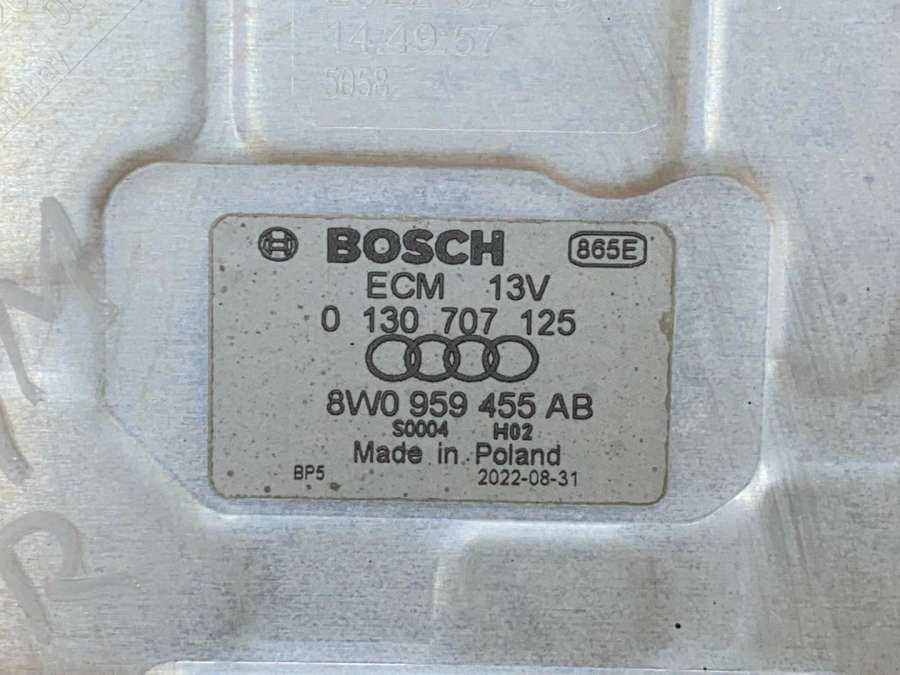 14:49:57
5058
BOSCH 865E
ECM 13V
0 130 707 125
8W0 959 455 AB
S0004 H02
Made in Poland
BP5 2022-08-31